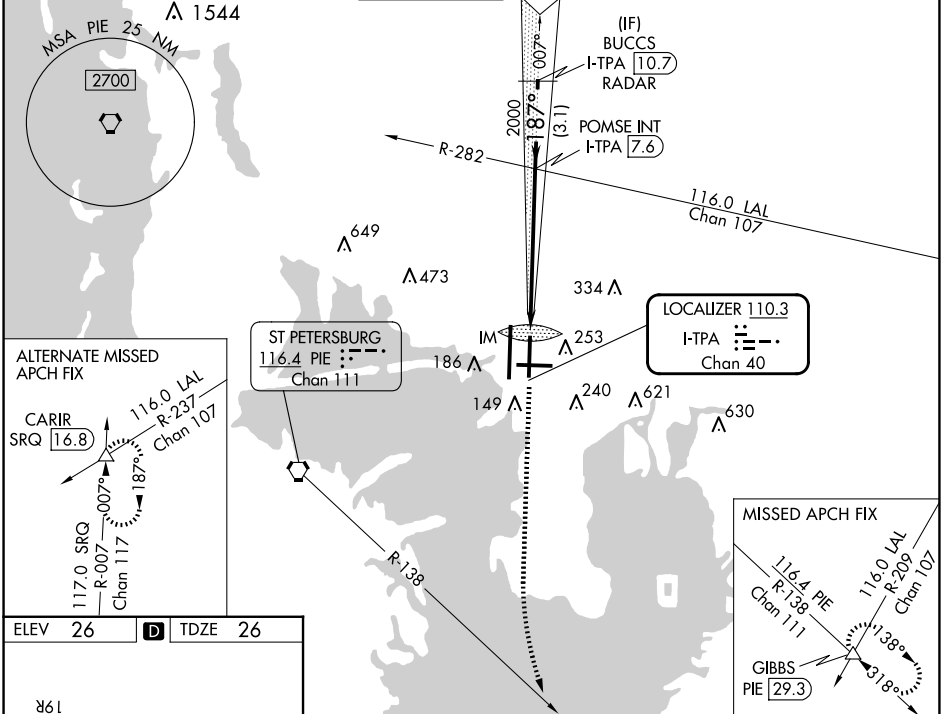 1544
MSA PIE 25 NM
2700
(IF)
BUCCS
I-TPA 10.7
RADAR
007°
2000
187°
(3.1)
POMSE INT
I-TPA 7.6
R-282
116.0 LAL
Chan 107
649
473
334
LOCALIZER 110.3
I-TPA
Chan 40
ST PETERSBURG
116.4 PIE
Chan 111
IM
253
186
149
240
621
630
R-138
ALTERNATE MISSED
APCH FIX
CARIR
SRQ 16.8
116.0 LAL
R-237
Chan 107
007°
187°
117.0 SRQ
R-007
Chan 117
MISSED APCH FIX
116.4 PIE
R-138
Chan 111
116.0 LAL
R-209
Chan 107
138°
318°
GIBBS
PIE 29.3
ELEV 26 D TDZE 26
19R